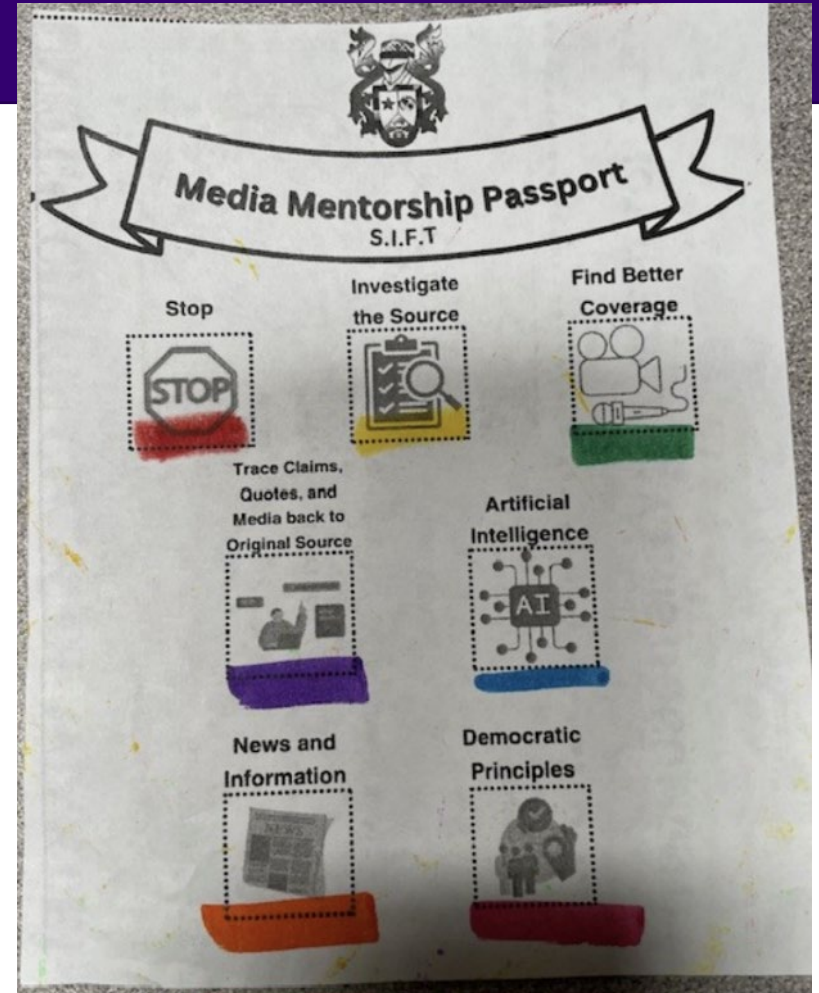 Media Mentorship Passport
S.I.F.T
Stop
Investigate
the Source
Find Better
Coverage
STOP
Trace Claims,
Quotes, and
Media back to
Original Source
Artificial
Intelligence
AI
News and
Information
Democratic
Principles
NEWS